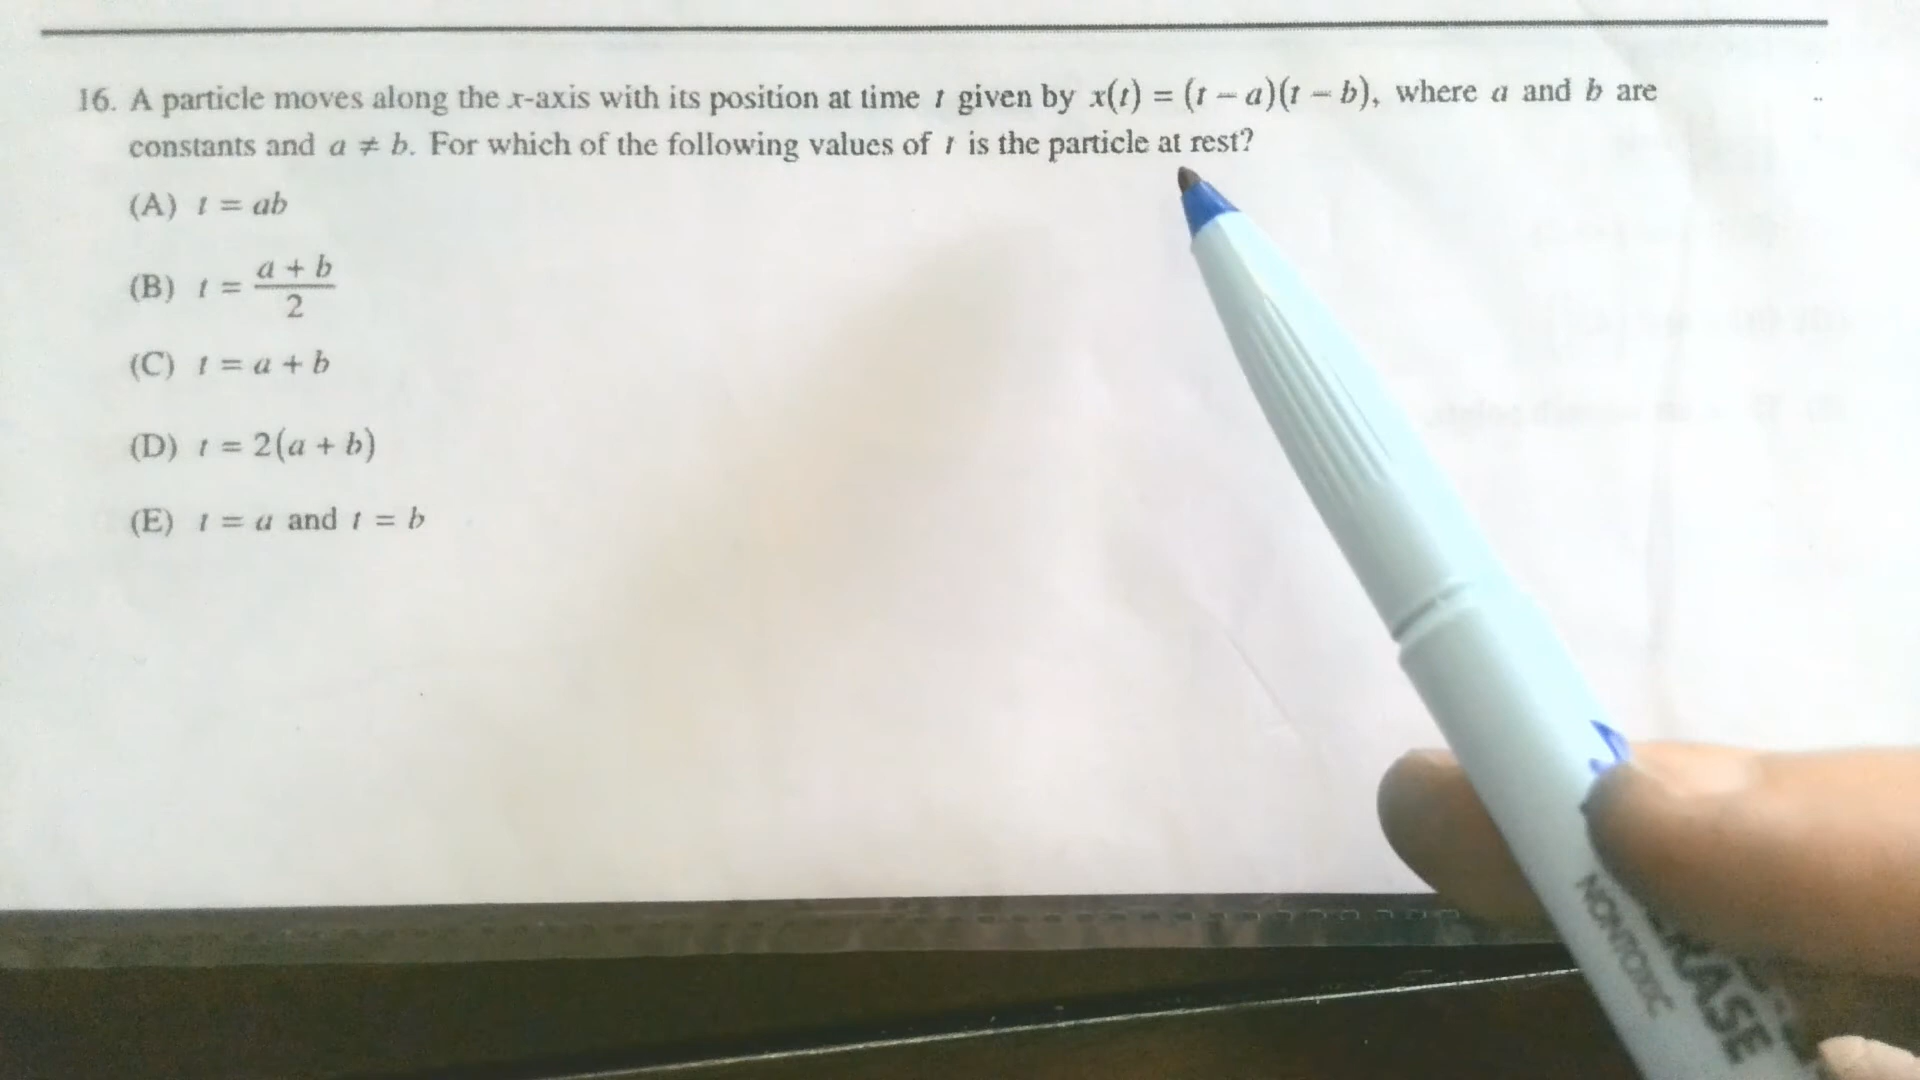 16. A particle moves along the x-axis with its position at time t given by x(t) = (t − a)(t − b), where a and b are
constants and a ≠ b. For which of the following values of t is the particle at rest?
(A) t = ab
(B) t = \frac{a + b}{2}
(C) t = a + b
(D) t = 2(a + b)
(E) t = a and t = b
NONTOXIC